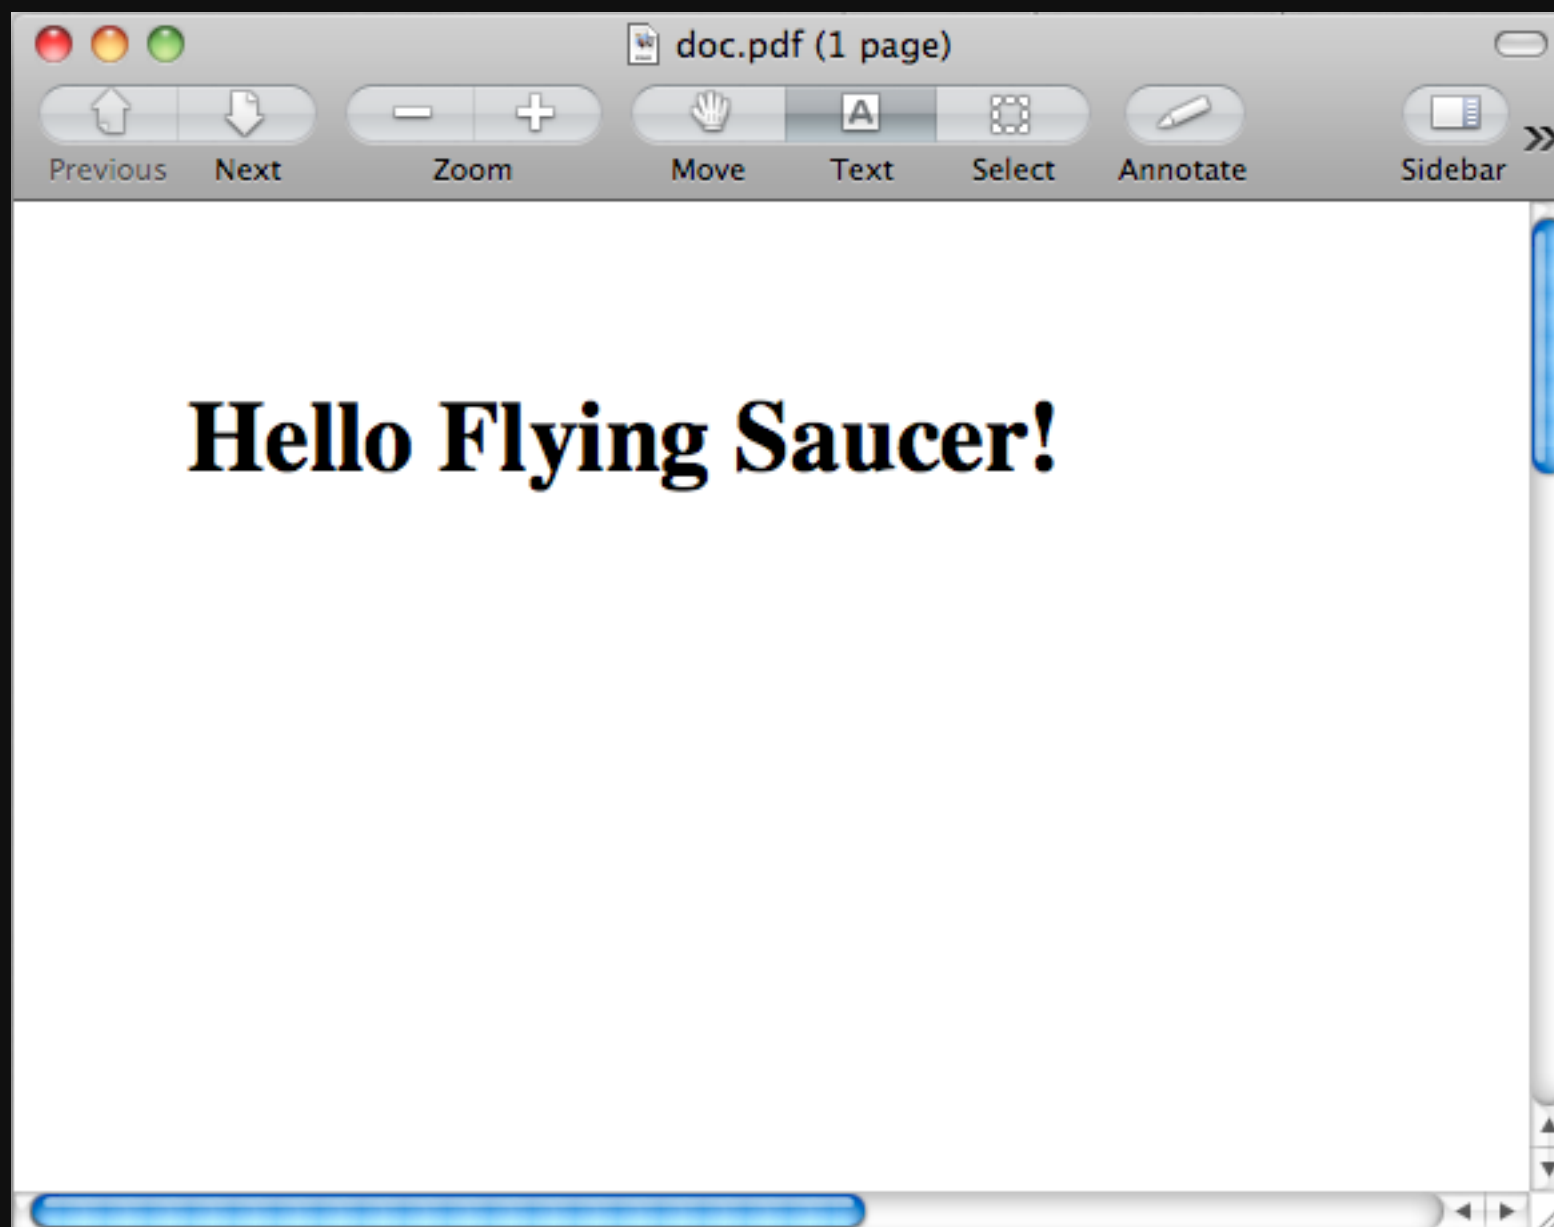 doc.pdf (1 page)
Previous Next Zoom Move Text Select Annotate Sidebar
Hello Flying Saucer!